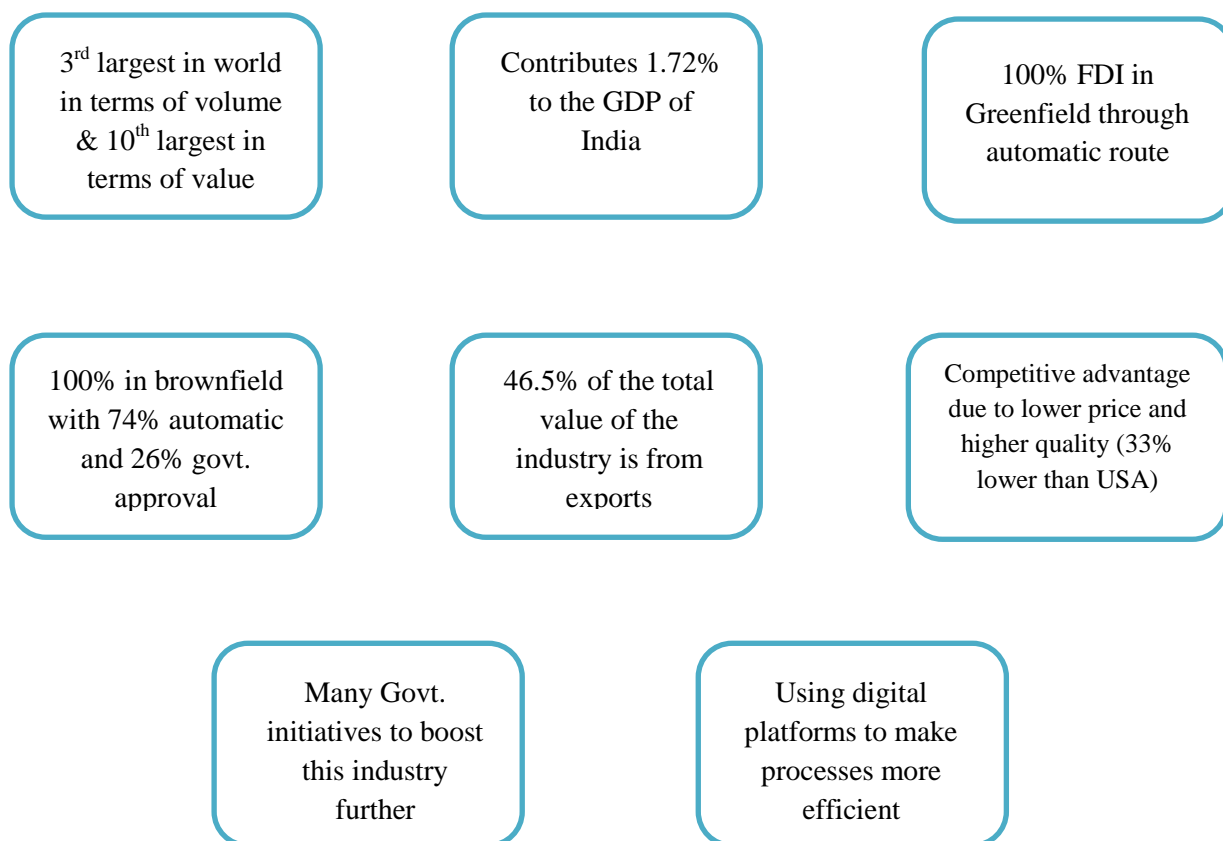 3rd largest in world
in terms of volume
& 10th largest in
terms of value
Contributes 1.72%
to the GDP of
India
100% FDI in
Greenfield through
automatic route
100% in brownfield
with 74% automatic
and 26% govt.
approval
46.5% of the total
value of the
industry is from
exports
Competitive advantage
due to lower price and
higher quality (33%
lower than USA)
Many Govt.
initiatives to boost
this industry
further
Using digital
platforms to make
processes more
efficient